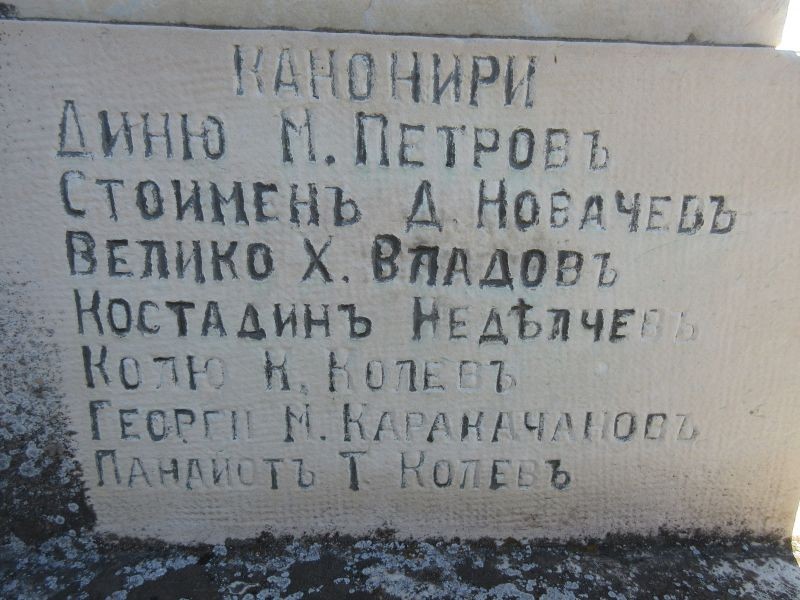 КАНОНИРИ
ДИНЮ М. ПЕТРОВЪ
СТОИМЕНЪ Д. НОВАЧЕВЪ
ВЕЛИКО Х. ВЛАДОВЪ
КОСТАДИНЪ НЕДѢЛЧЕВЪ
КОЛЮ К. КОЛЕВЪ
ГЕОРГИ М. КАРАКАЧАНОВЪ
ПАНАЙОТЪ Т. КОЛЕВЪ